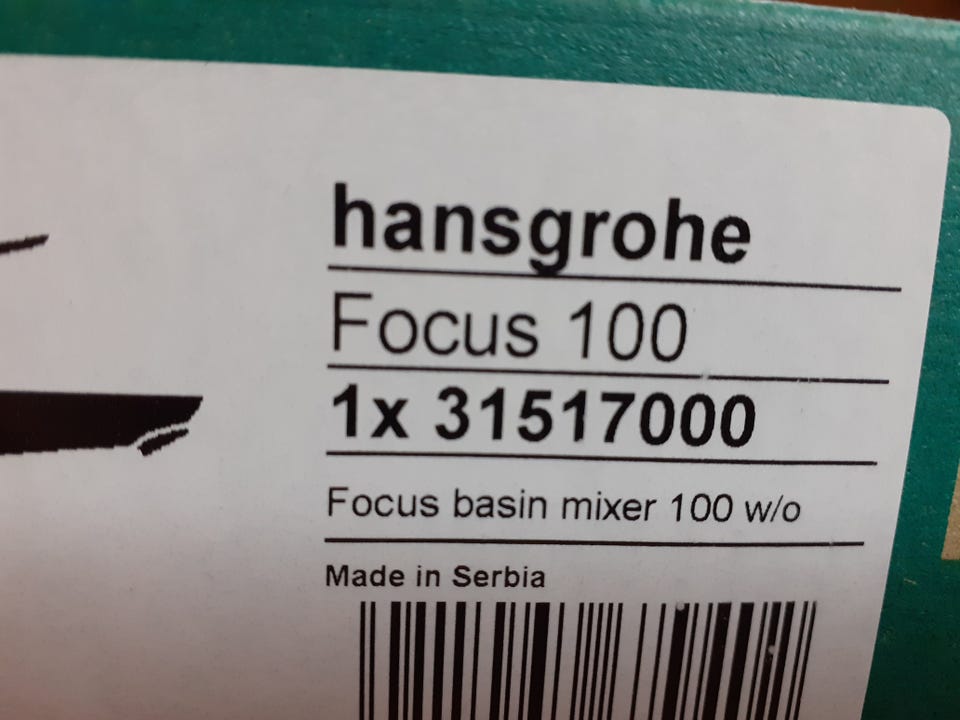 hansgrohe
Focus 100
1x 31517000
Focus basin mixer 100 w/o
Made in Serbia